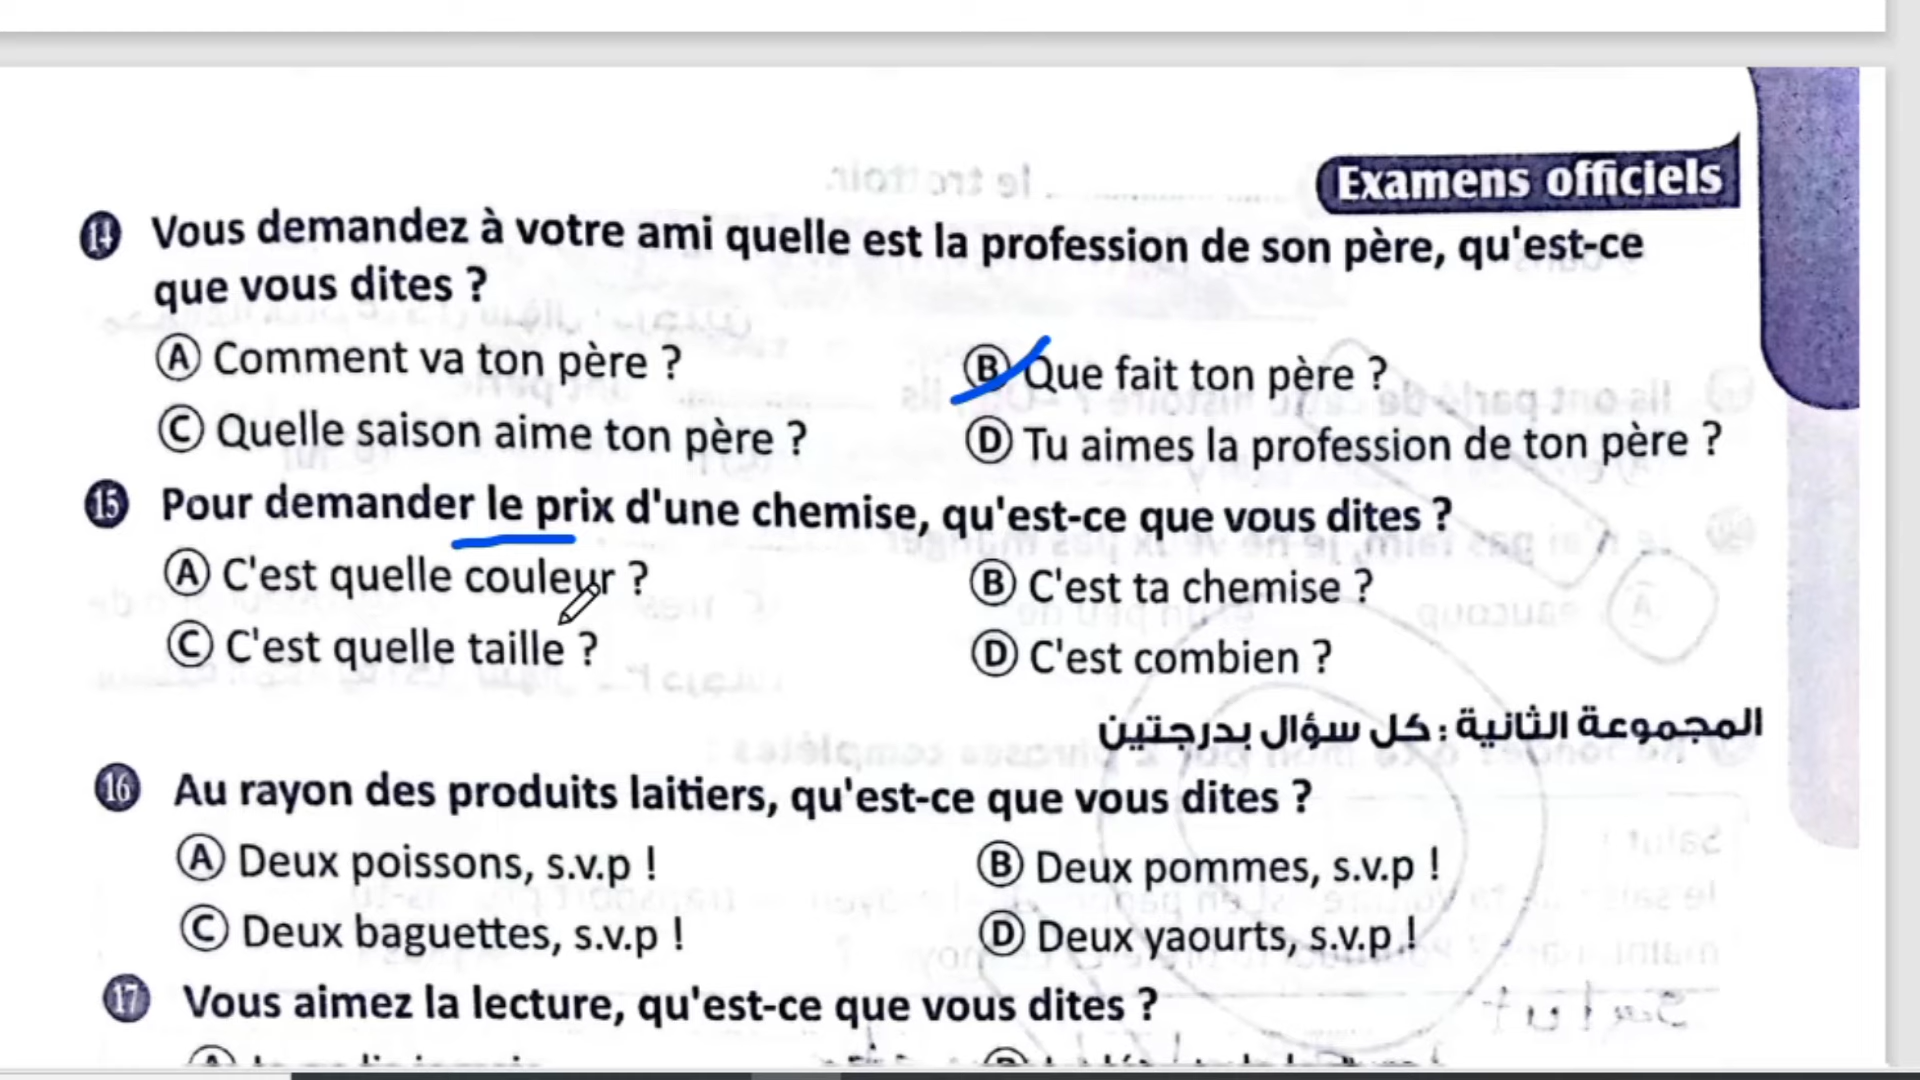 Examens officiels
14 Vous demandez à votre ami quelle est la profession de son père, qu'est-ce
que vous dites ?
A Comment va ton père ?
B Que fait ton père ?
C Quelle saison aime ton père ?
D Tu aimes la profession de ton père ?
15 Pour demander le prix d'une chemise, qu'est-ce que vous dites ?
A C'est quelle couleur ?
B C'est ta chemise ?
C C'est quelle taille ?
D C'est combien ?
المجموعة الثانية : كل سؤال بدرجتين
16 Au rayon des produits laitiers, qu'est-ce que vous dites ?
A Deux poissons, s.v.p !
B Deux pommes, s.v.p !
C Deux baguettes, s.v.p !
D Deux yaourts, s.v.p !
17 Vous aimez la lecture, qu'est-ce que vous dites ?